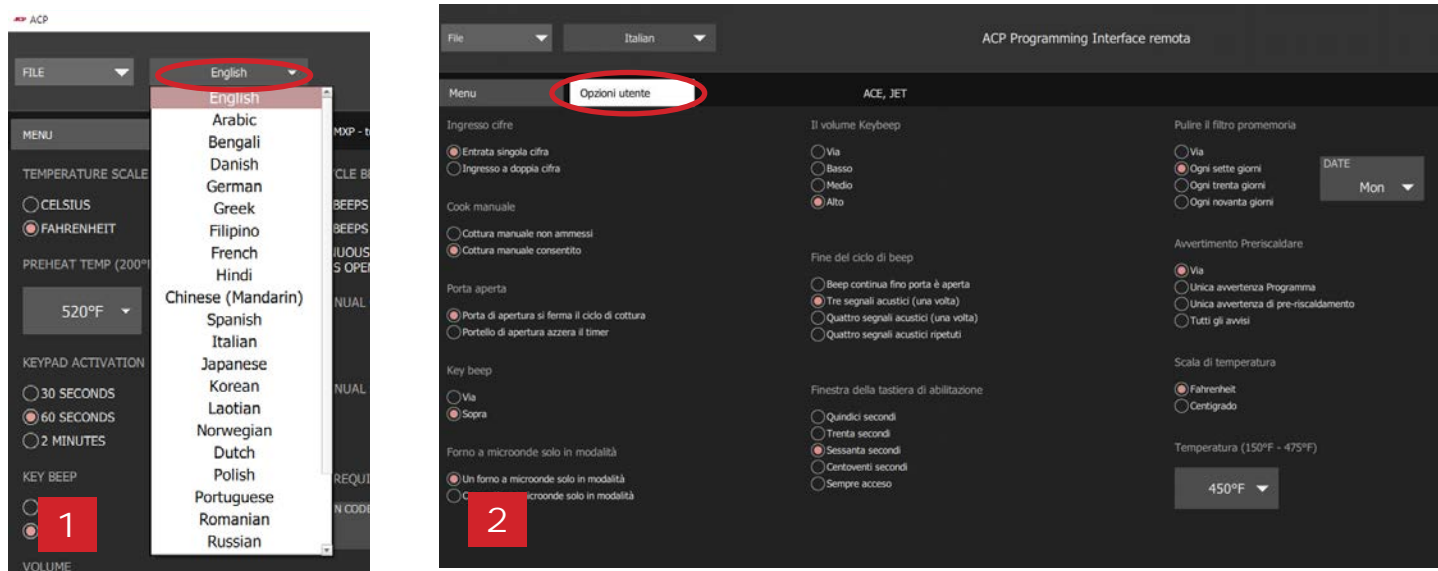 ACP
FILE
English
English
Arabic
Bengali
Danish
German
Greek
Filipino
French
Hindi
Chinese (Mandarin)
Spanish
Italian
Japanese
Korean
Laotian
Norwegian
Dutch
Polish
Portuguese
Romanian
Russian
MENU
MXP
TEMPERATURE SCALE
CELSIUS
FAHRENHEIT
BEEPS
BEEPS
PREHEAT TEMP
520°F
KEYPAD ACTIVATION
30 SECONDS
60 SECONDS
2 MINUTES
KEY BEEP
VOLUME
1
File
Italian
ACP Programming Interface remota
Menu
Opzioni utente
ACE, JET
Ingresso cifre
Entrata singola cifra
Ingresso a doppia cifra
Cook manuale
Cottura manuale non ammessi
Cottura manuale consentito
Porta aperta
Porta di apertura si ferma il ciclo di cottura
Portello di apertura azzera il timer
Key beep
Via
Sopra
Forno a microonde solo in modalità
Un forno a microonde solo in modalità
solo in modalità
2
Il volume Keybeep
Via
Basso
Medio
Alto
Fine del ciclo di beep
Beep continua fino porta è aperta
Tre segnali acustici (una volta)
Quattro segnali acustici (una volta)
Quattro segnali acustici ripetuti
Finestra della tastiera di abilitazione
Quindici secondi
Trenta secondi
Sessanta secondi
Centoventi secondi
Sempre acceso
Pulire il filtro promemoria
Via
Ogni sette giorni
Ogni trenta giorni
Ogni novanta giorni
DATE
Mon
Avvertimento Preriscaldare
Via
Unica avvertenza Programma
Unica avvertenza di pre-riscaldamento
Tutti gli avvisi
Scala di temperatura
Fahrenheit
Centigrado
Temperatura (150°F - 475°F)
450°F